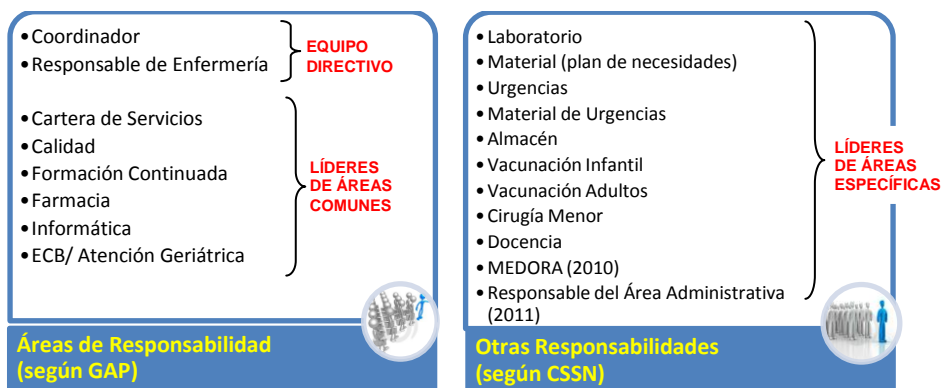 •Coordinador
•Responsable de Enfermería
EQUIPO
DIRECTIVO
•Cartera de Servicios
•Calidad
•Formación Continuada
•Farmacia
•Informática
•ECB/ Atención Geriátrica
LÍDERES
DE ÁREAS
COMUNES
Áreas de Responsabilidad
(según GAP)
•Laboratorio
•Material (plan de necesidades)
•Urgencias
•Material de Urgencias
•Almacén
•Vacunación Infantil
•Vacunación Adultos
•Cirugía Menor
•Docencia
•MEDORA (2010)
•Responsable del Área Administrativa
(2011)
LÍDERES
DE ÁREAS
ESPECÍFICAS
Otras Responsabilidades
(según CSSN)